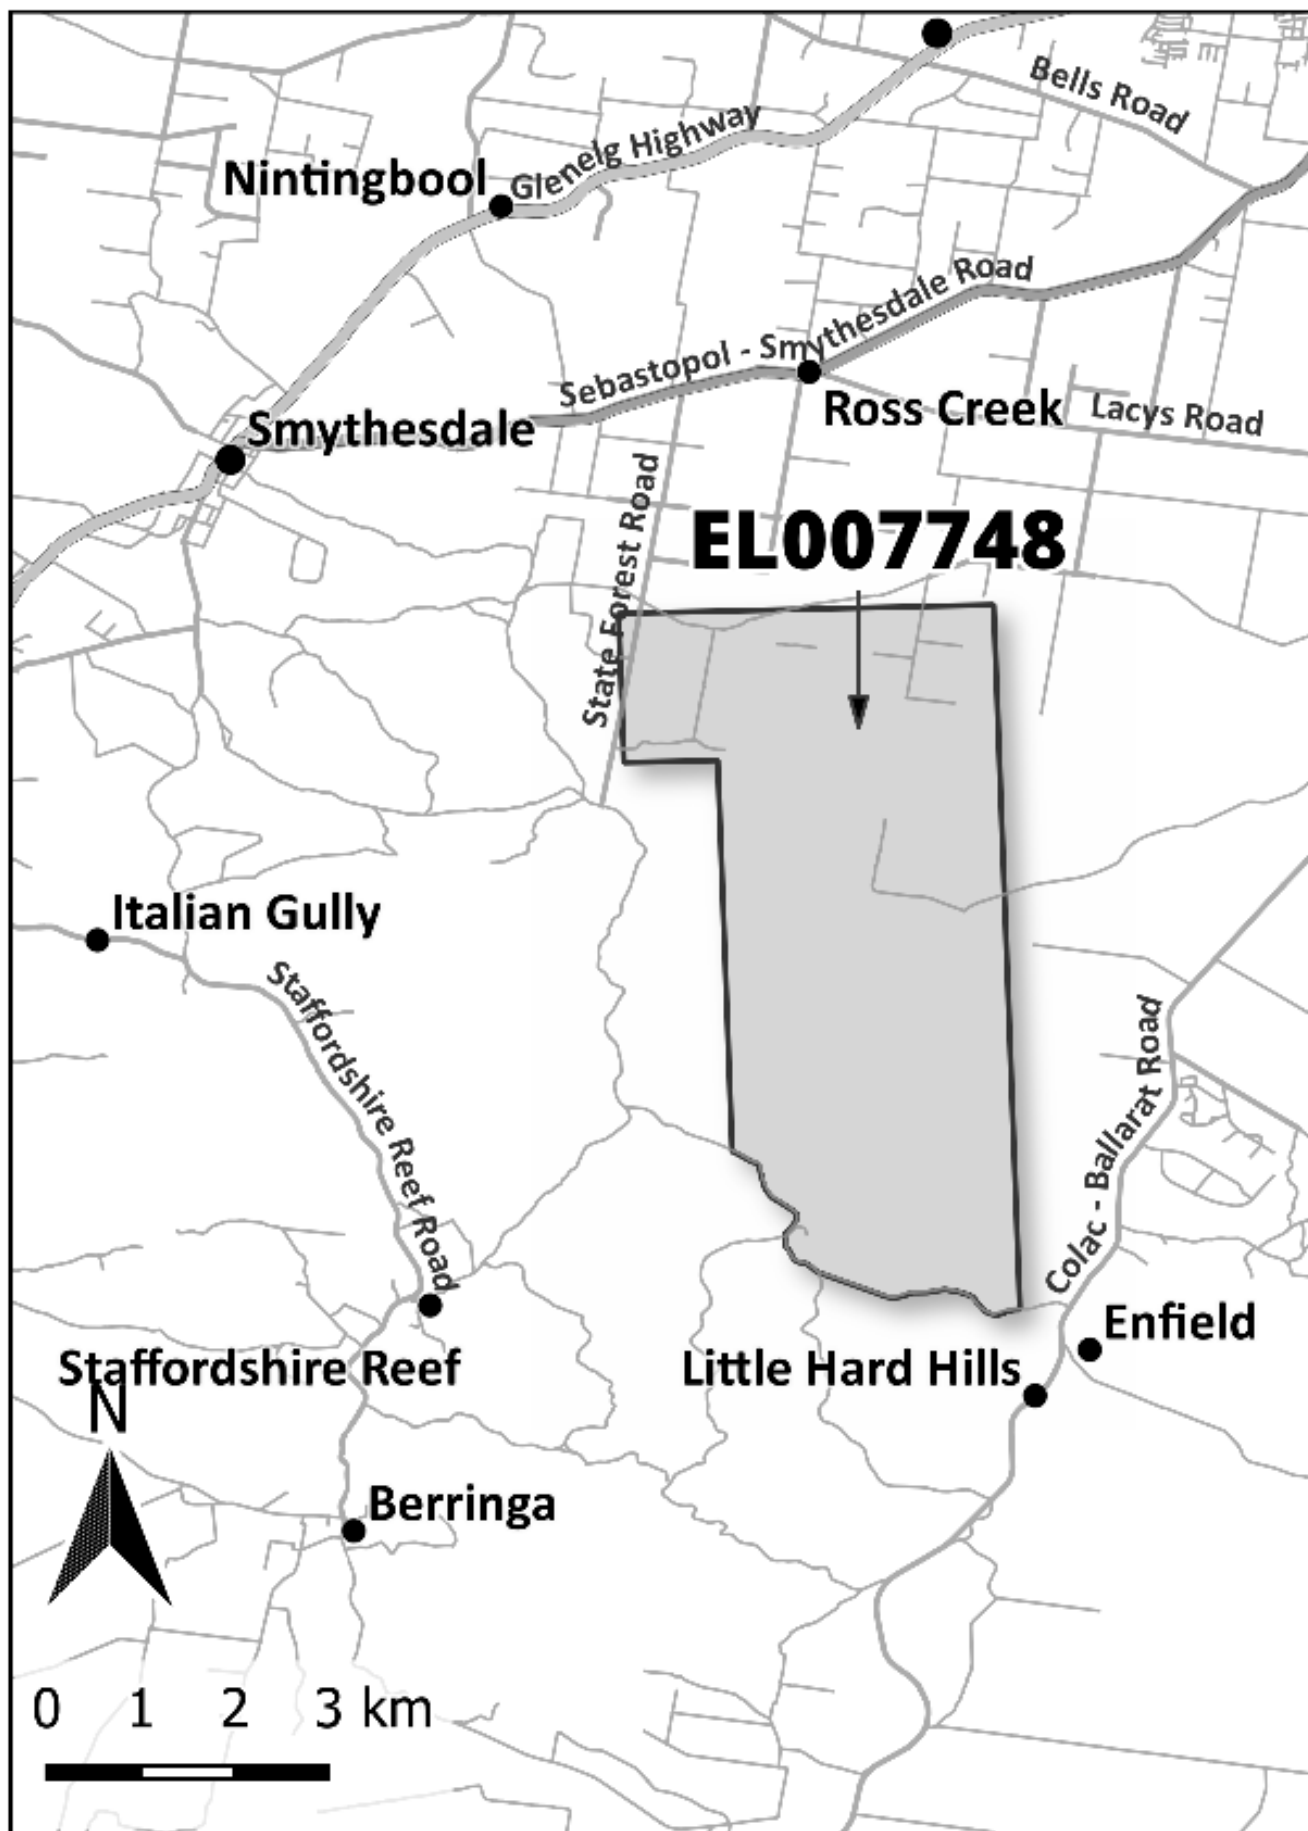 Bells Road
Glenelg Highway
Nintingbool
Sebastopol - Smythesdale Road
Ross Creek
Lacys Road
Smythesdale
State Forest Road
EL007748
Italian Gully
Staffordshire Reef Road
Colac - Ballarat Road
Enfield
Staffordshire Reef
Little Hard Hills
N
Berringa
0 1 2 3 km